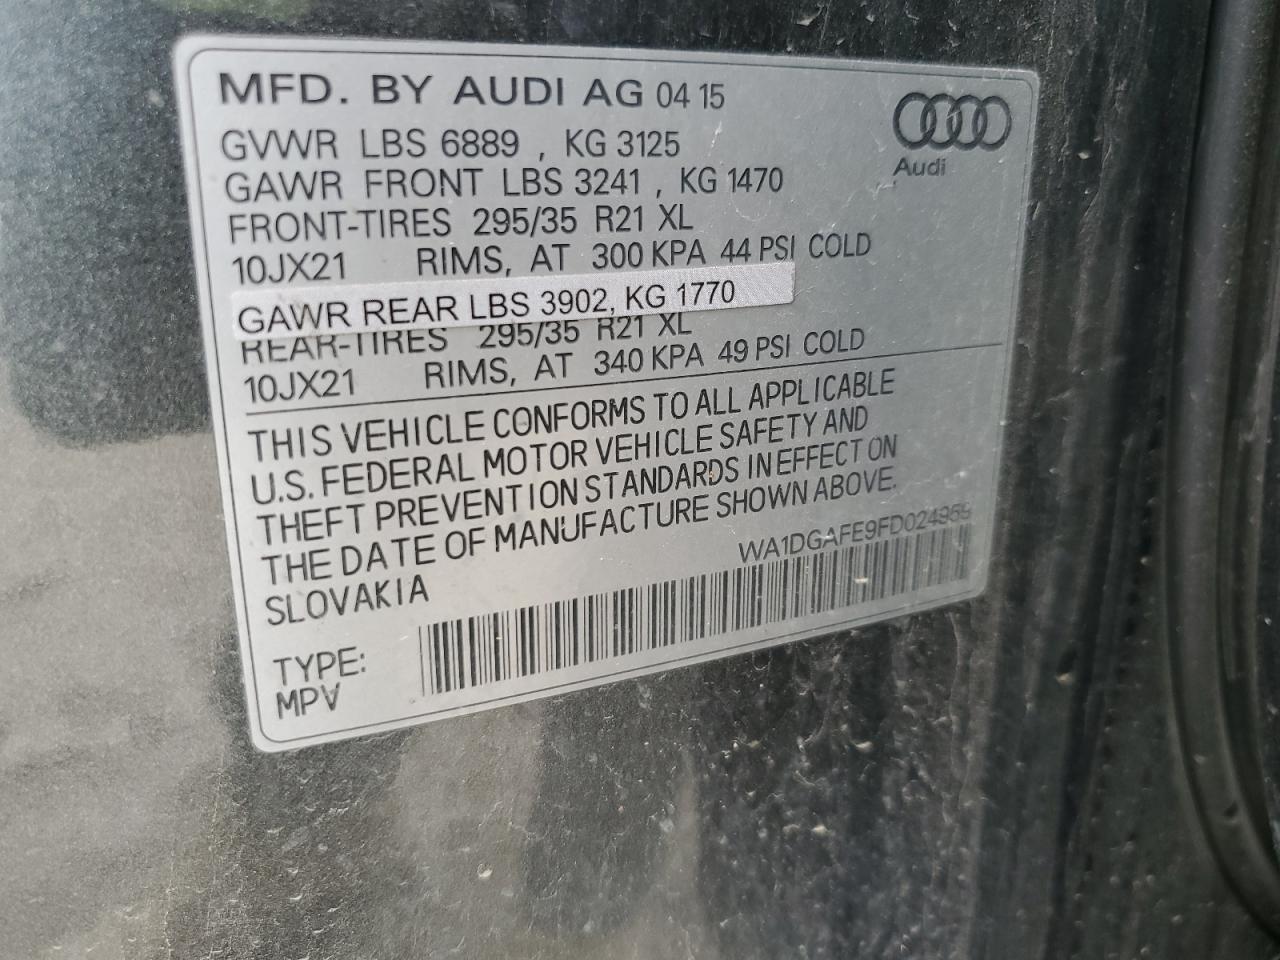 MFD. BY AUDI AG 04 15
Audi
GVWR LBS 6889 , KG 3125
GAWR FRONT LBS 3241 , KG 1470
FRONT-TIRES 295/35 R21 XL
10JX21 RIMS, AT 300 KPA 44 PSI COLD
GAWR REAR LBS 3902, KG 1770
REAR-TIRES 295/35 R21 XL
10JX21 RIMS, AT 340 KPA 49 PSI COLD
THIS VEHICLE CONFORMS TO ALL APPLICABLE
U.S. FEDERAL MOTOR VEHICLE SAFETY AND
THEFT PREVENTION STANDARDS IN EFFECT ON
THE DATE OF MANUFACTURE SHOWN ABOVE.
SLOVAKIA
WA1DGAFE9FD024955
TYPE:
MPV